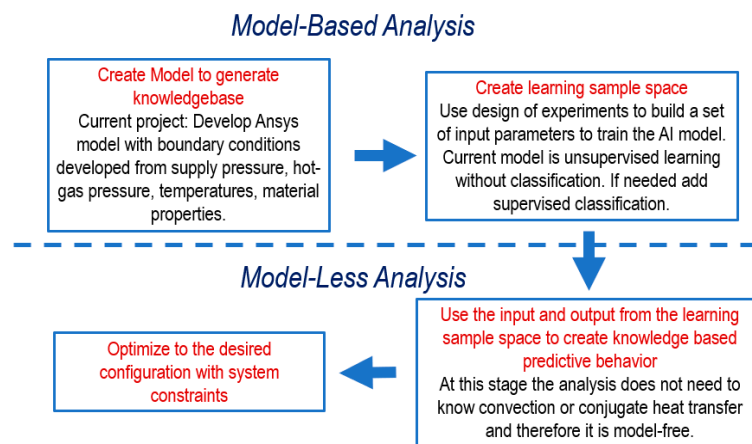 Model-Based Analysis
Create Model to generate
knowledgebase
Current project: Develop Ansys
model with boundary conditions
developed from supply pressure, hot-
gas pressure, temperatures, material
properties.
Create learning sample space
Use design of experiments to build a set
of input parameters to train the AI model.
Current model is unsupervised learning
without classification. If needed add
supervised classification.
Model-Less Analysis
Use the input and output from the learning
sample space to create knowledge based
predictive behavior
At this stage the analysis does not need to
know convection or conjugate heat transfer
and therefore it is model-free.
Optimize to the desired
configuration with system
constraints